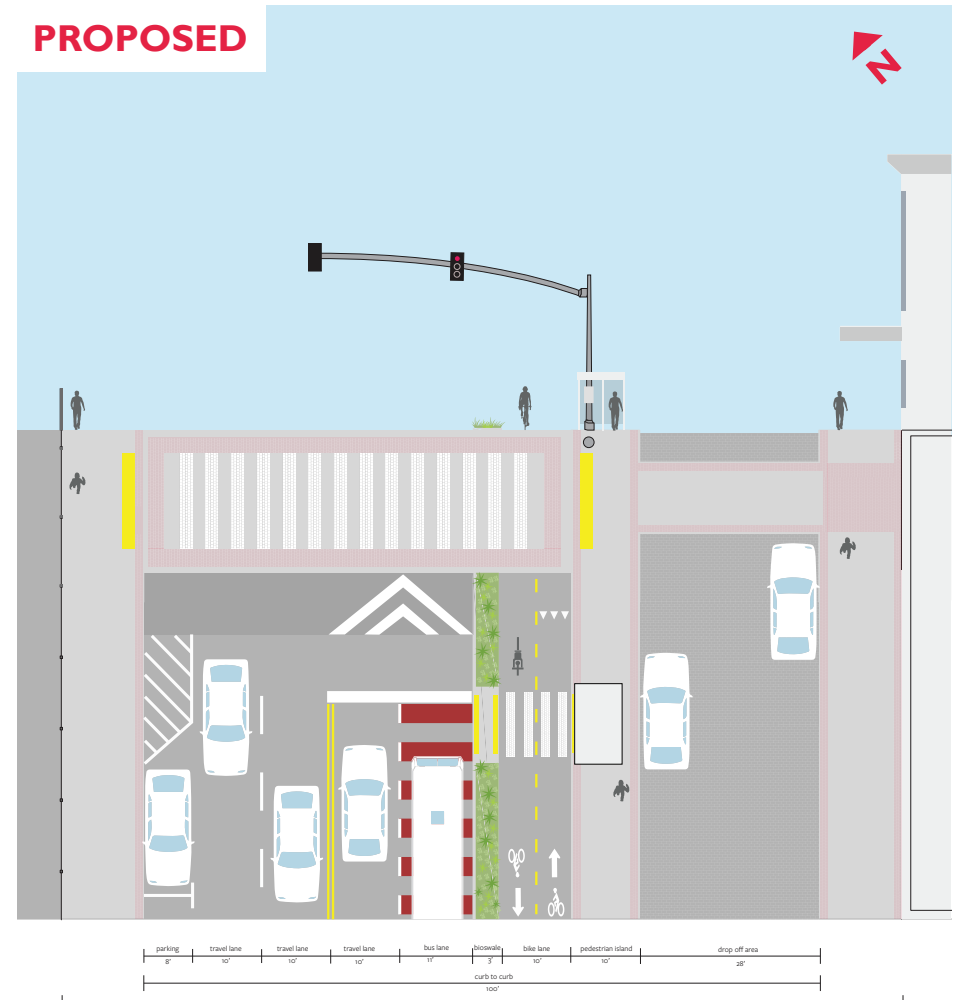 PROPOSED
N
parking
travel lane
travel lane
travel lane
bus lane
bioswale
bike lane
pedestrian island
drop off area
8'
10'
10'
10'
11'
3'
10'
10'
28'
curb to curb
100'